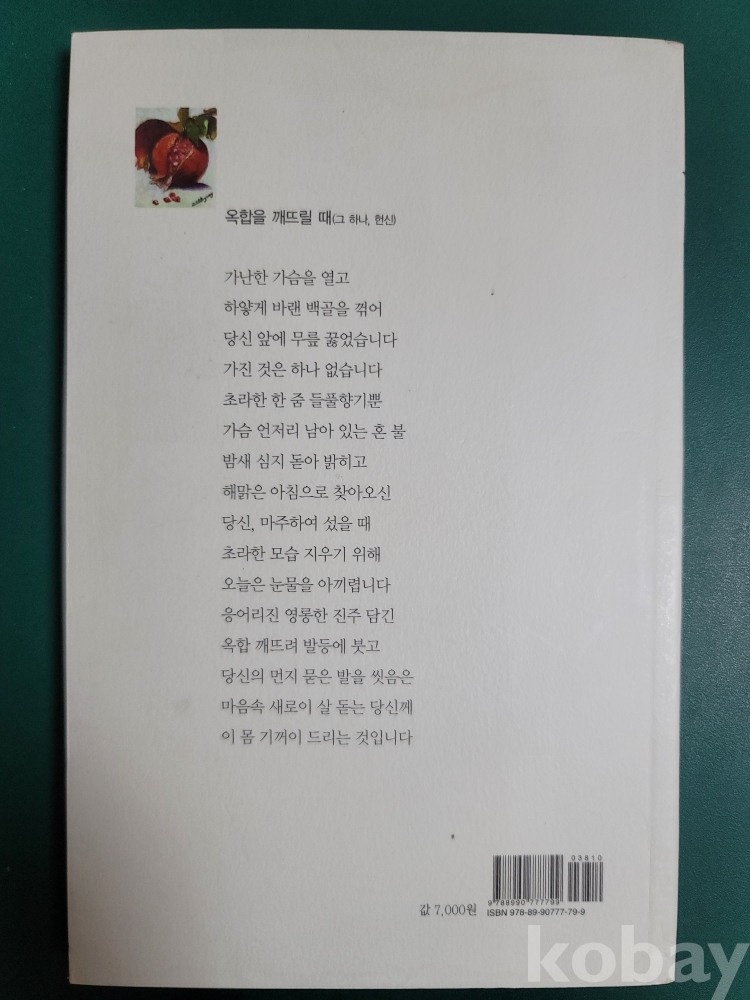 옥합을 깨뜨릴 때(그 하나, 헌신)
가난한 가슴을 열고
하얗게 바랜 백골을 꺾어
당신 앞에 무릎 꿇었습니다
가진 것은 하나 없습니다
초라한 한 줌 들풀향기뿐
가슴 언저리 남아 있는 혼 불
밤새 심지 돋아 밝히고
해맑은 아침으로 찾아오신
당신, 마주하여 섰을 때
초라한 모습 지우기 위해
오늘은 눈물을 아끼렵니다
응어리진 영롱한 진주 담긴
옥합 깨뜨려 발등에 붓고
당신의 먼지 묻은 발을 씻음은
마음속 새로이 살 돋는 당신께
이 몸 기꺼이 드리는 것입니다
03810
9788990777799
값 7,000원
ISBN 978-89-90777-79-9
kobay